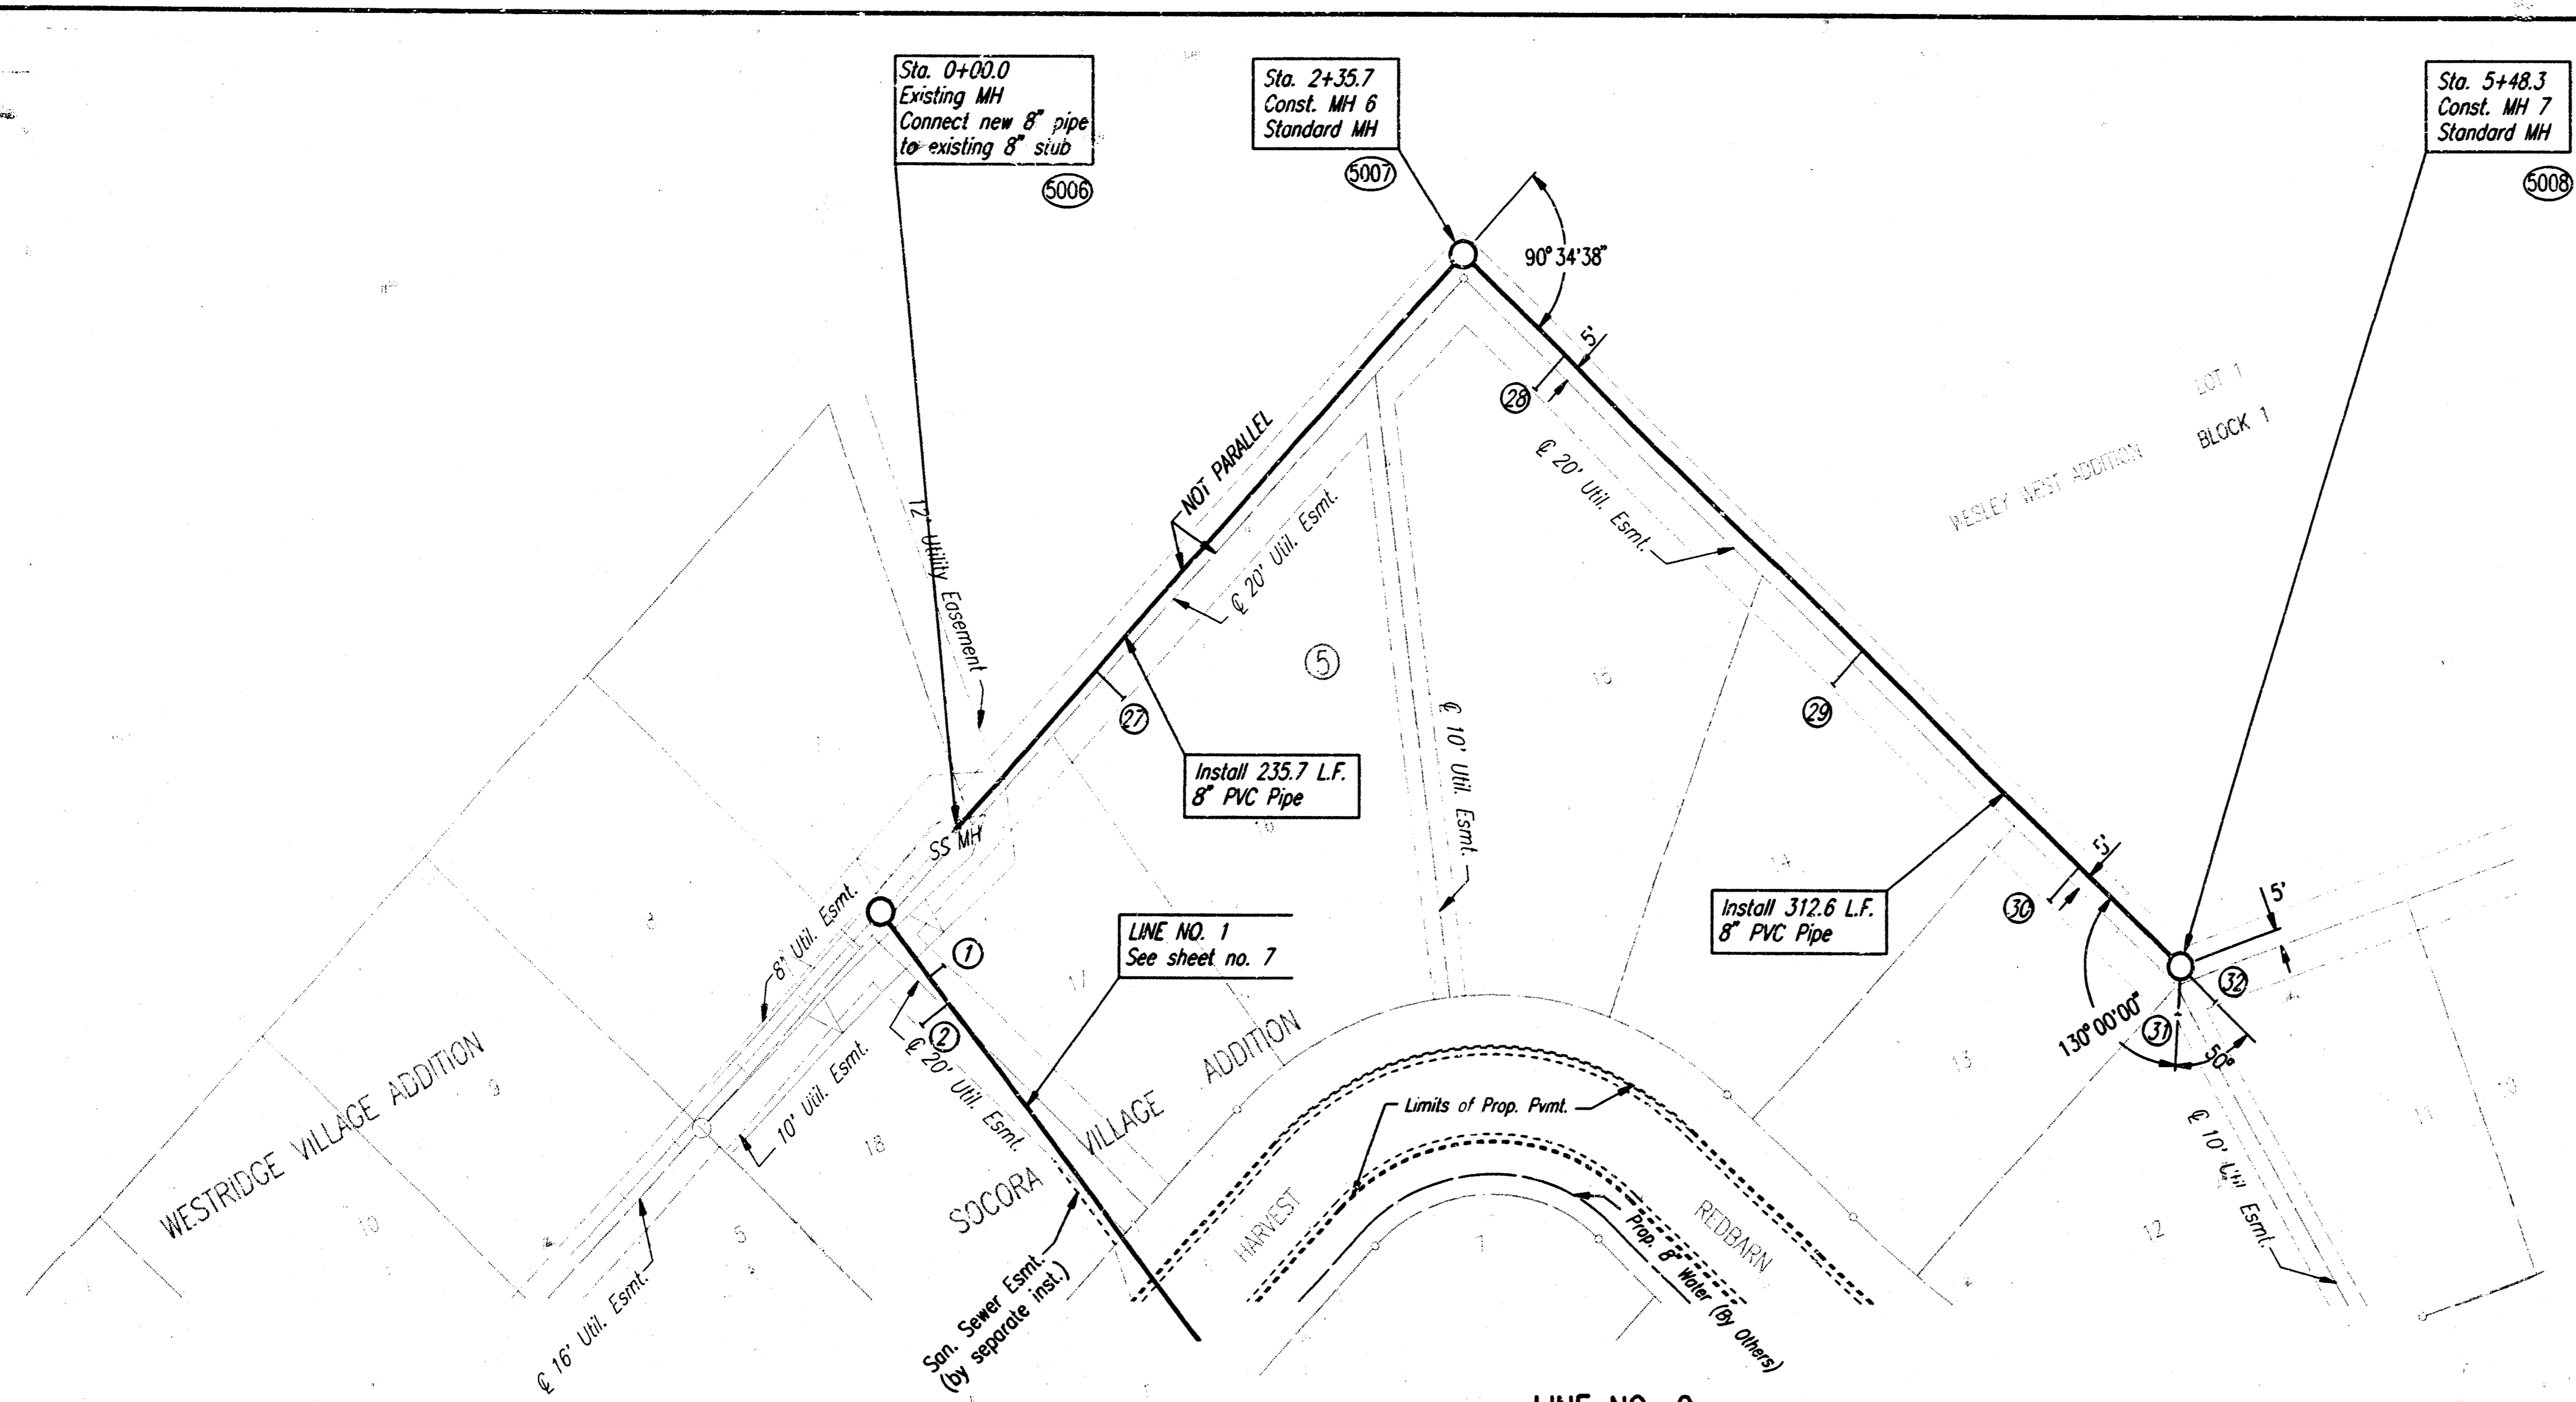 Sta. 0+00.0
Existing MH
Connect new 8" pipe
to existing 8" stub
5006
Sta. 2+35.7
Const. MH 6
Standard MH
5007
Sta. 5+48.3
Const. MH 7
Standard MH
5008
90°34'38"
5'
28
LOT 1
BLOCK 1
WESLEY WEST ADDITION
NOT PARALLEL
℄ 20' Util. Esmt.
℄ 20' Util. Esmt.
12' Utility Easement
5
15
27
29
℄ 10' Util. Esmt.
Install 235.7 L.F.
8" PVC Pipe
16
SS MH
14
5'
Install 312.6 L.F.
8" PVC Pipe
30
5'
8' Util. Esmt.
LINE NO. 1
See sheet no. 7
1
17
2
32
31
130°00'00"
50°
℄ 20' Util. Esmt.
10' Util. Esmt.
WESTRIDGE VILLAGE ADDITION
9
10
18
5
SOCORA VILLAGE ADDITION
Limits of Prop. Pvmt.
13
11
10
12
℄ 10' Util Esmt.
HARVEST
REDBARN
1
Prop. 8" Water (By Others)
San. Sewer Esmt.
(by separate inst.)
℄ 16' Util. Esmt.